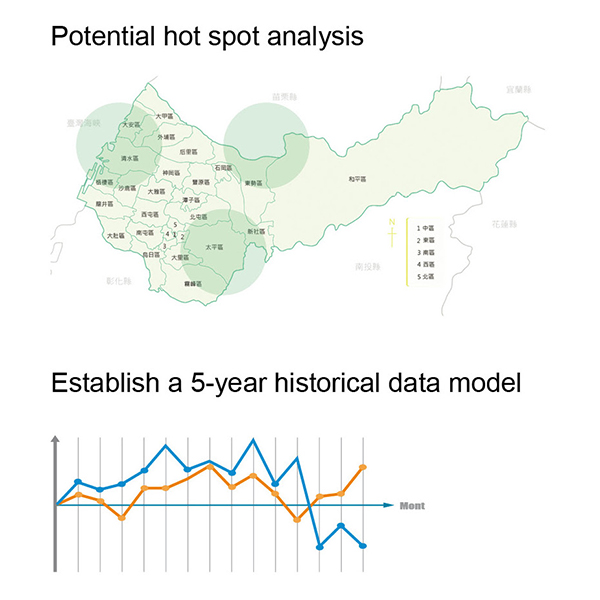 Potential hot spot analysis
苗栗縣
宜蘭縣
臺灣海峽
大甲區
大安區
外埔區
后里區
清水區
石岡區
神岡區
豐原區
東勢區
和平區
梧棲區
沙鹿區
大雅區
潭子區
龍井區
西屯區
北屯區
新社區
花蓮縣
N
1 中區
2 東區
3 南區
4 西區
5 北區
大肚區
南屯區
5
4 1 2
3
太平區
烏日區
大里區
南投縣
彰化縣
霧峰區
Establish a 5-year historical data model
Mont